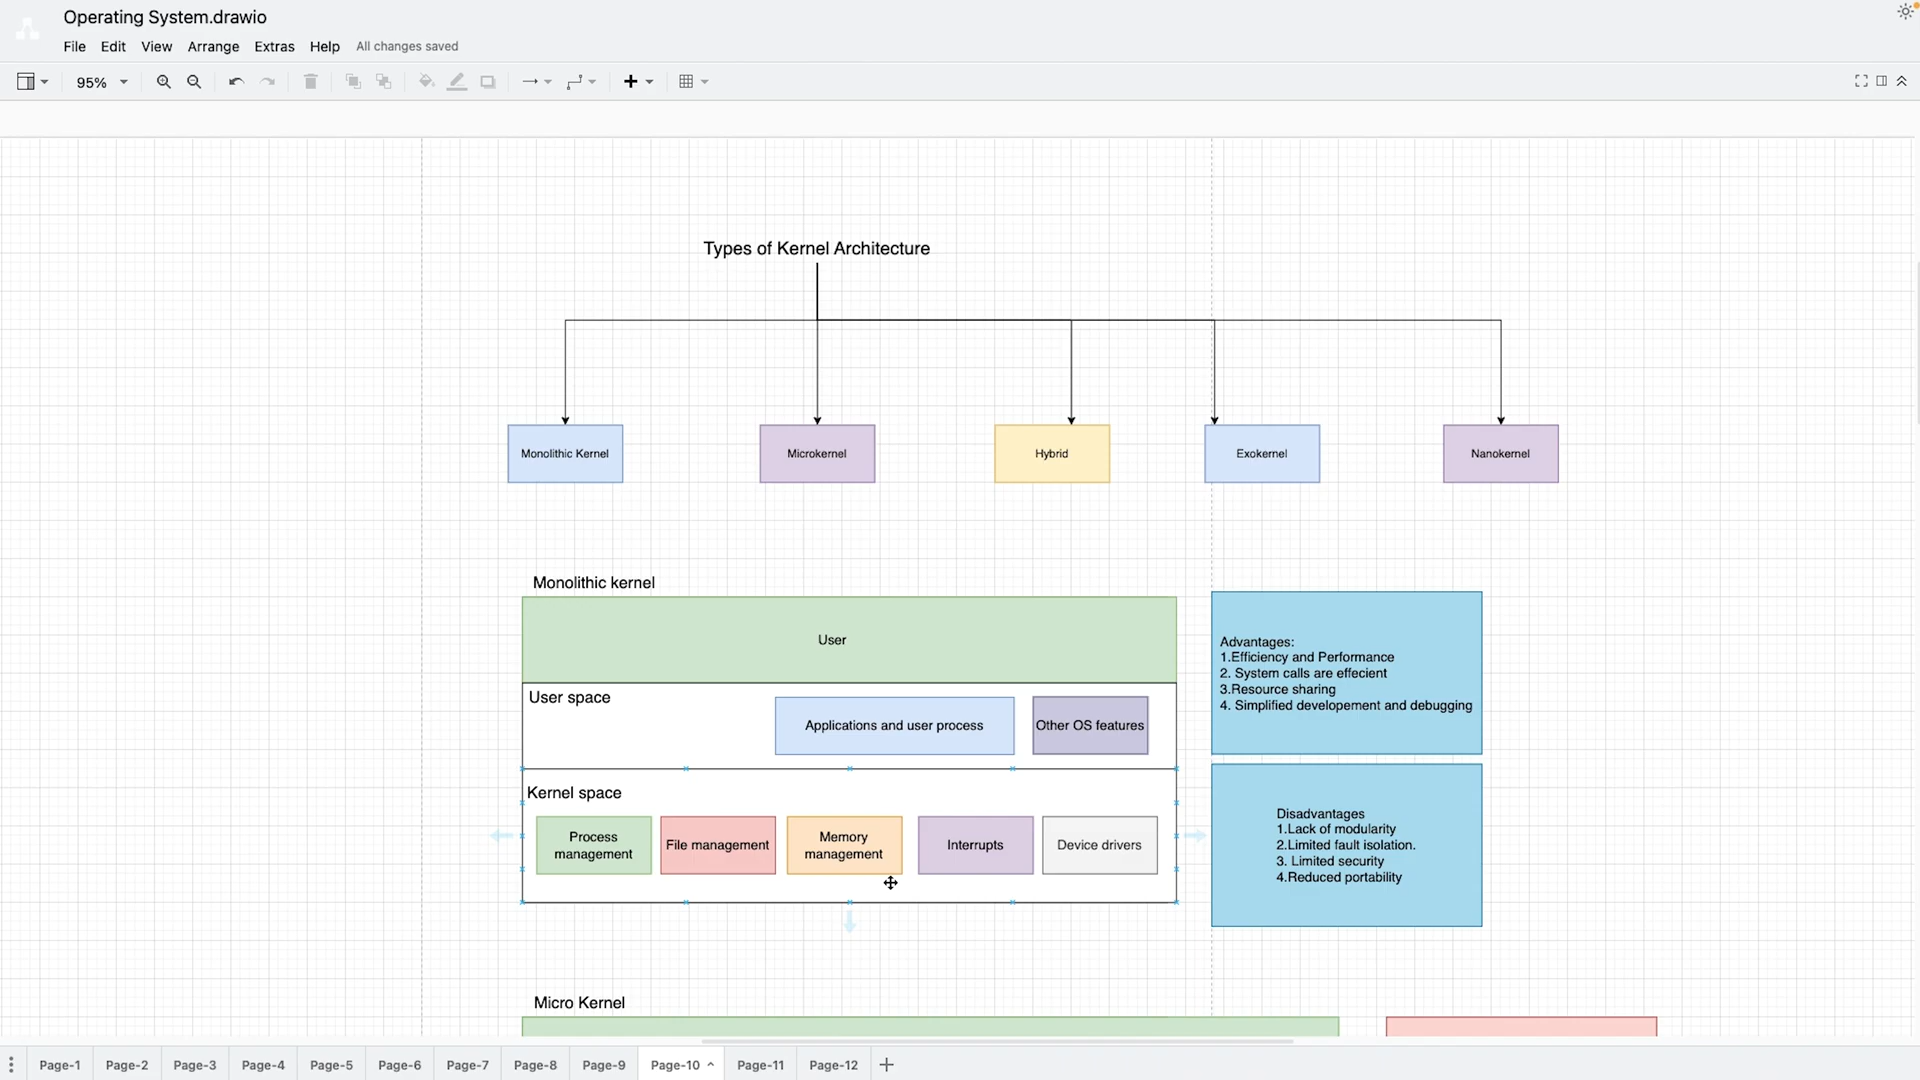 Operating System.drawio
File Edit View Arrange Extras Help All changes saved
95%
Types of Kernel Architecture
Monolithic Kernel
Microkernel
Hybrid
Exokernel
Nanokernel
Monolithic kernel
User
User space
Applications and user process
Other OS features
Kernel space
Process
management
File management
Memory
management
Interrupts
Device drivers
Advantages:
1.Efficiency and Performance
2. System calls are effecient
3.Resource sharing
4. Simplified developement and debugging
Disadvantages
1.Lack of modularity
2.Limited fault isolation.
3. Limited security
4.Reduced portability
Micro Kernel
Page-1 Page-2 Page-3 Page-4 Page-5 Page-6 Page-7 Page-8 Page-9 Page-10 Page-11 Page-12